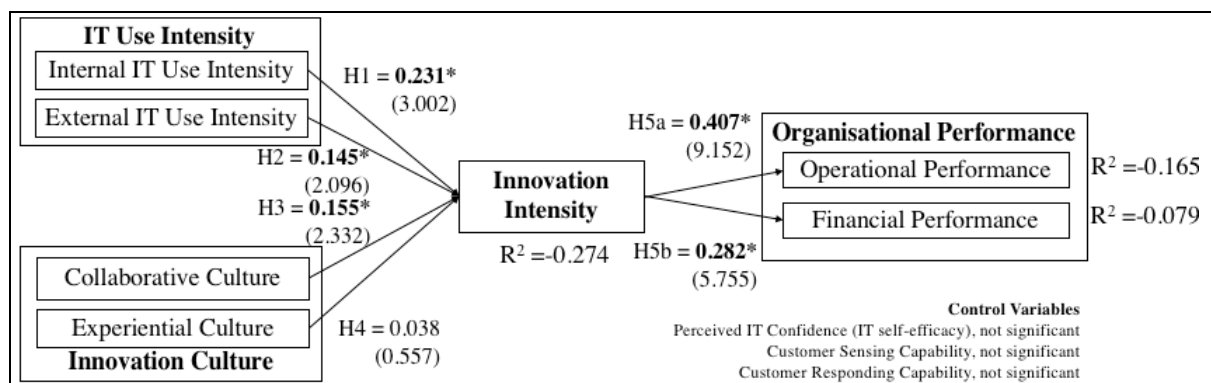 IT Use Intensity
Internal IT Use Intensity
External IT Use Intensity
H1 = 0.231*
(3.002)
H2 = 0.145*
(2.096)
H3 = 0.155*
(2.332)
Collaborative Culture
Experiential Culture
Innovation Culture
H4 = 0.038
(0.557)
Innovation
Intensity
R² =-0.274
H5a = 0.407*
(9.152)
H5b = 0.282*
(5.755)
Organisational Performance
Operational Performance
R² =-0.165
Financial Performance
R² =-0.079
Control Variables
Perceived IT Confidence (IT self-efficacy), not significant
Customer Sensing Capability, not significant
Customer Responding Capability, not significant